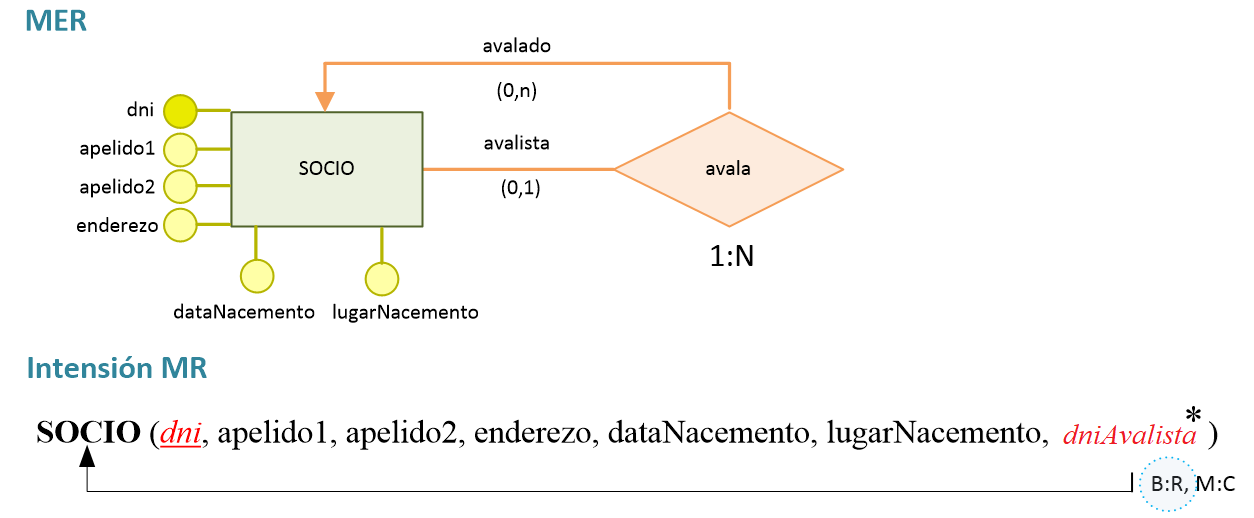 MER
avalado
(0,n)
dni
apelido1
avalista
SOCIO
avala
apelido2
(0,1)
enderezo
1:N
dataNacemento
lugarNacemento
Intensión MR
SOCIO (dni, apelido1, apelido2, enderezo, dataNacemento, lugarNacemento, dniAvalista*)
B:R, M:C